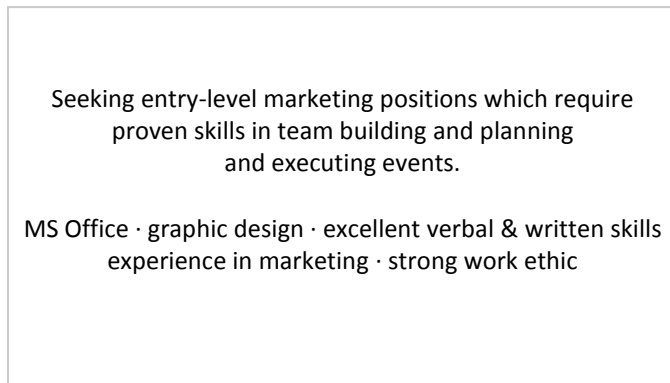 Seeking entry-level marketing positions which require
proven skills in team building and planning
and executing events.
MS Office · graphic design · excellent verbal & written skills
experience in marketing · strong work ethic